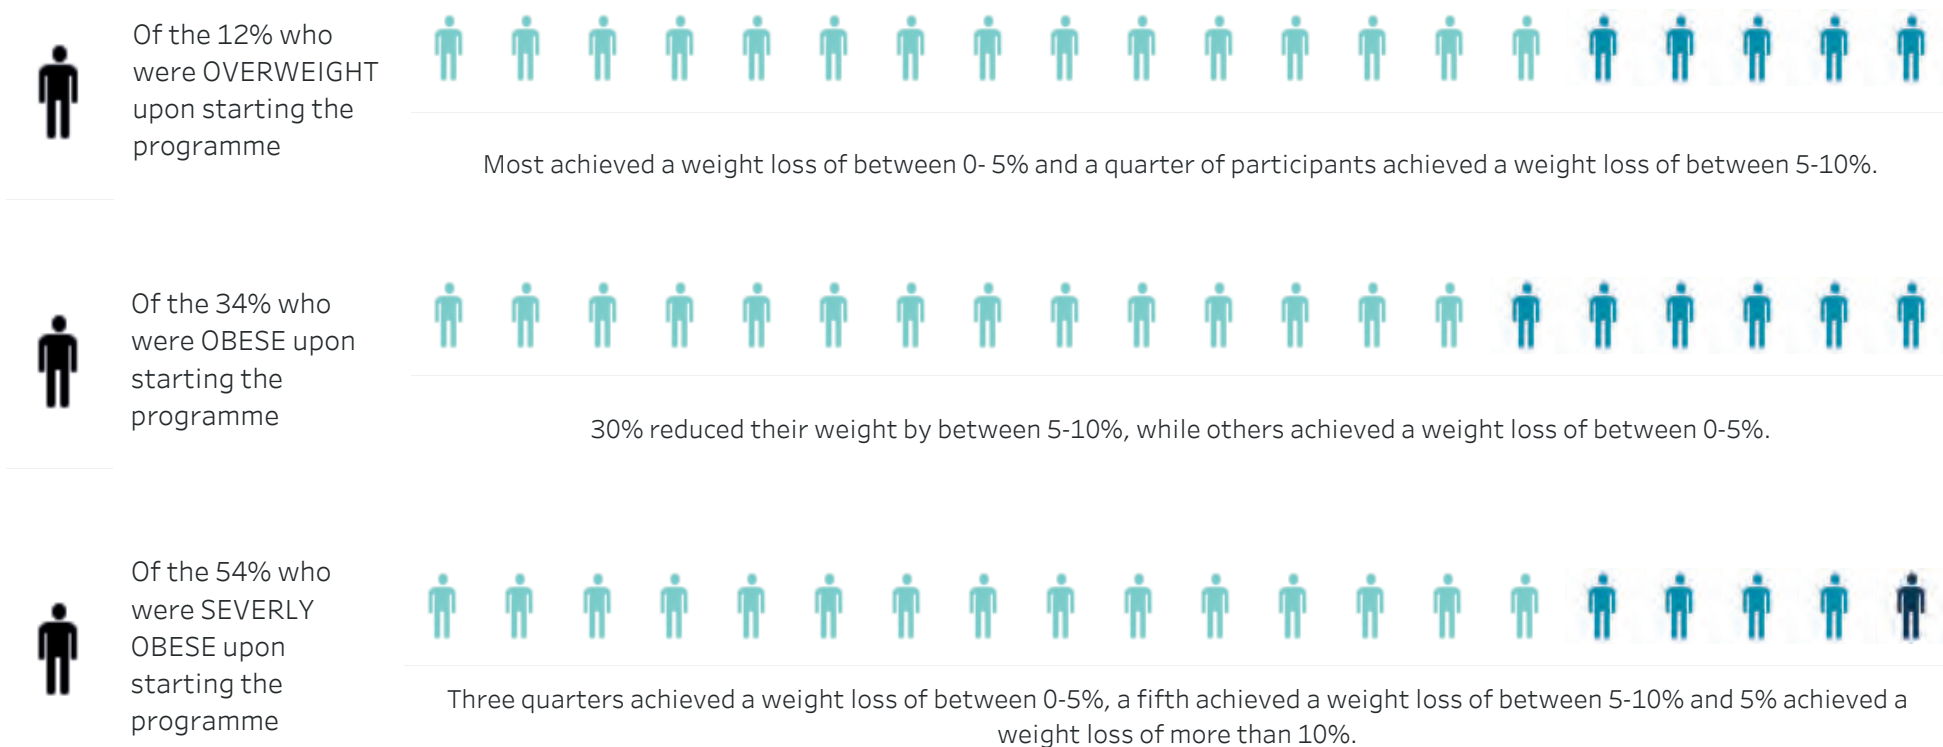 Of the 12% who
were OVERWEIGHT
upon starting the
programme
Most achieved a weight loss of between 0- 5% and a quarter of participants achieved a weight loss of between 5-10%.
Of the 34% who
were OBESE upon
starting the
programme
30% reduced their weight by between 5-10%, while others achieved a weight loss of between 0-5%.
Of the 54% who
were SEVERLY
OBESE upon
starting the
programme
Three quarters achieved a weight loss of between 0-5%, a fifth achieved a weight loss of between 5-10% and 5% achieved a
weight loss of more than 10%.